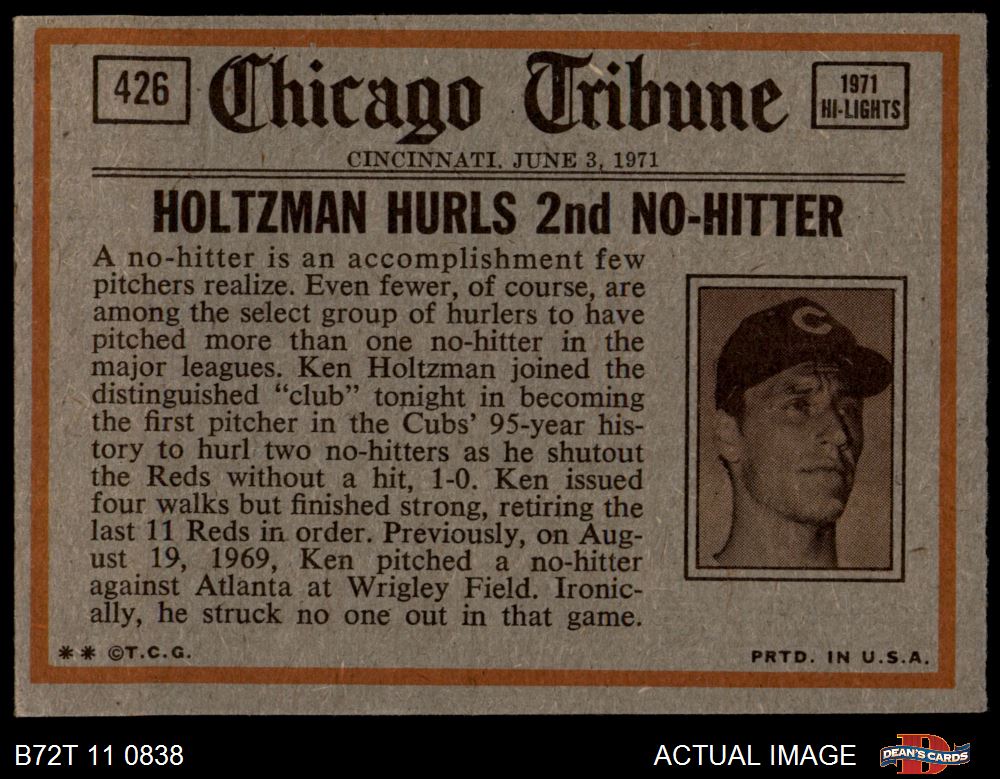 426
Chicago Tribune
1971
HI-LIGHTS
CINCINNATI, JUNE 3, 1971
HOLTZMAN HURLS 2nd NO-HITTER
A no-hitter is an accomplishment few
pitchers realize. Even fewer, of course, are
among the select group of hurlers to have
pitched more than one no-hitter in the
major leagues. Ken Holtzman joined the
distinguished “club” tonight in becoming
the first pitcher in the Cubs’ 95-year his-
tory to hurl two no-hitters as he shutout
the Reds without a hit, 1-0. Ken issued
four walks but finished strong, retiring the
last 11 Reds in order. Previously, on Aug-
ust 19, 1969, Ken pitched a no-hitter
against Atlanta at Wrigley Field. Ironic-
ally, he struck no one out in that game.
C
** ©T.C.G.
PRTD. IN U.S.A.
B72T 11 0838
ACTUAL IMAGE
D
DEAN'S CARDS